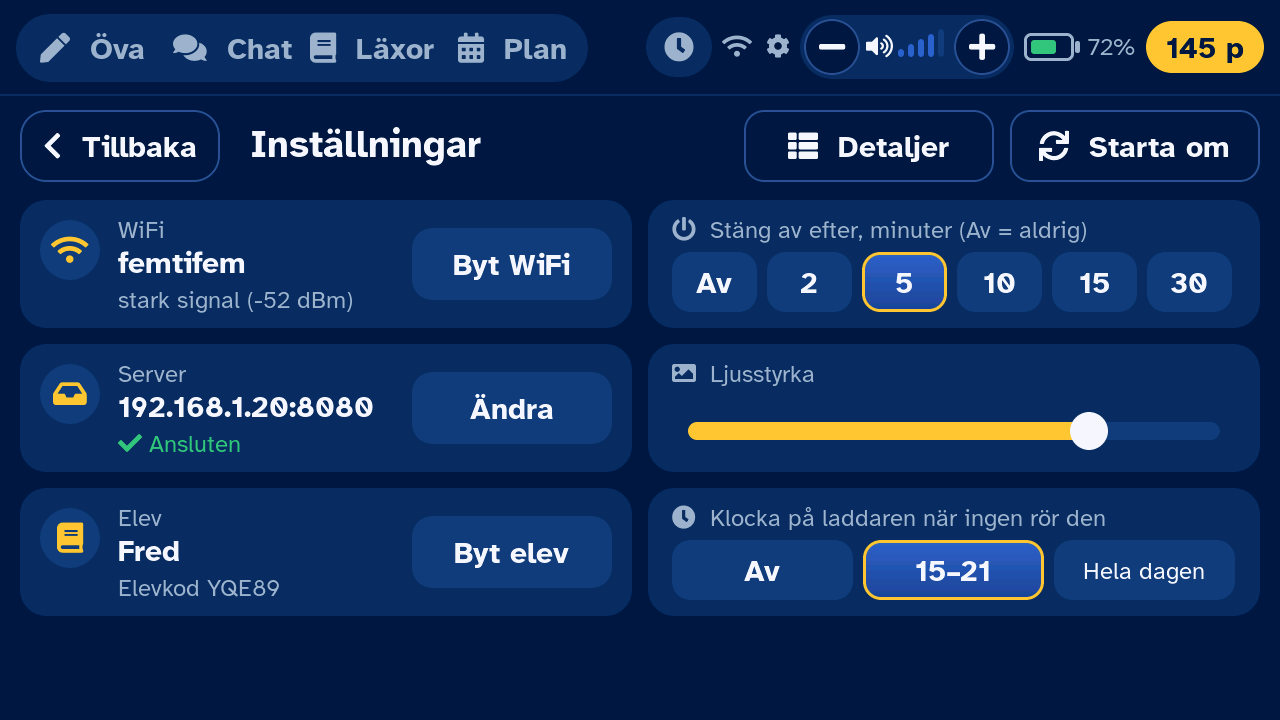 Öva Chat Läxor Plan 72% 145 p
Tillbaka Inställningar Detaljer Starta om
WiFi
femtifem
stark signal (-52 dBm)
Byt WiFi
Stäng av efter, minuter (Av = aldrig)
Av 2 5 10 15 30
Server
192.168.1.20:8080
Ansluten
Ändra
Ljusstyrka
Elev
Fred
Elevkod YQE89
Byt elev
Klocka på laddaren när ingen rör den
Av 15–21 Hela dagen